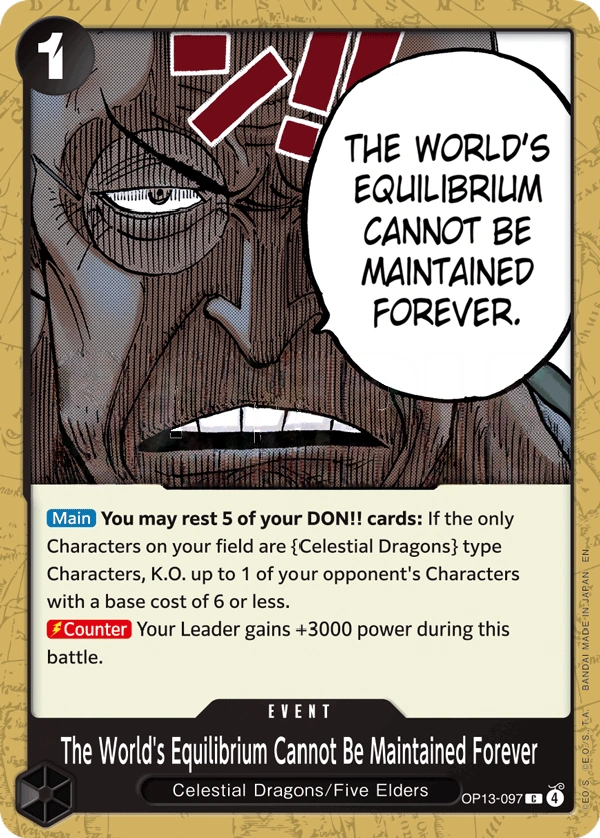 1
THE WORLD'S
EQUILIBRIUM
CANNOT BE
MAINTAINED
FOREVER.
Main You may rest 5 of your DON!! cards: If the only
Characters on your field are {Celestial Dragons} type
Characters, K.O. up to 1 of your opponent's Characters
with a base cost of 6 or less.
Counter Your Leader gains +3000 power during this
battle.
EVENT
The World's Equilibrium Cannot Be Maintained Forever
Celestial Dragons/Five Elders
OP13-097 C 4
©E.O./S. ©E.O./S.,T.A. BANDAI MADE IN JAPAN EN